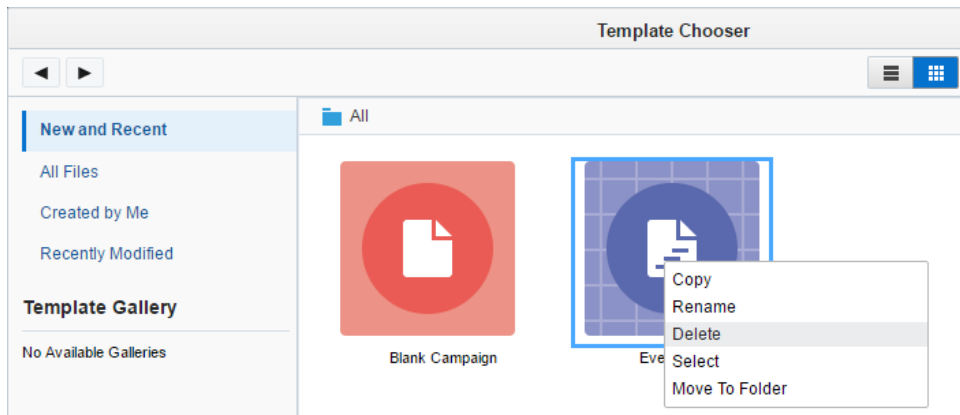 Template Chooser
New and Recent
All Files
Created by Me
Recently Modified
Template Gallery
No Available Galleries
All
Blank Campaign
Copy
Rename
Delete
Select
Move To Folder